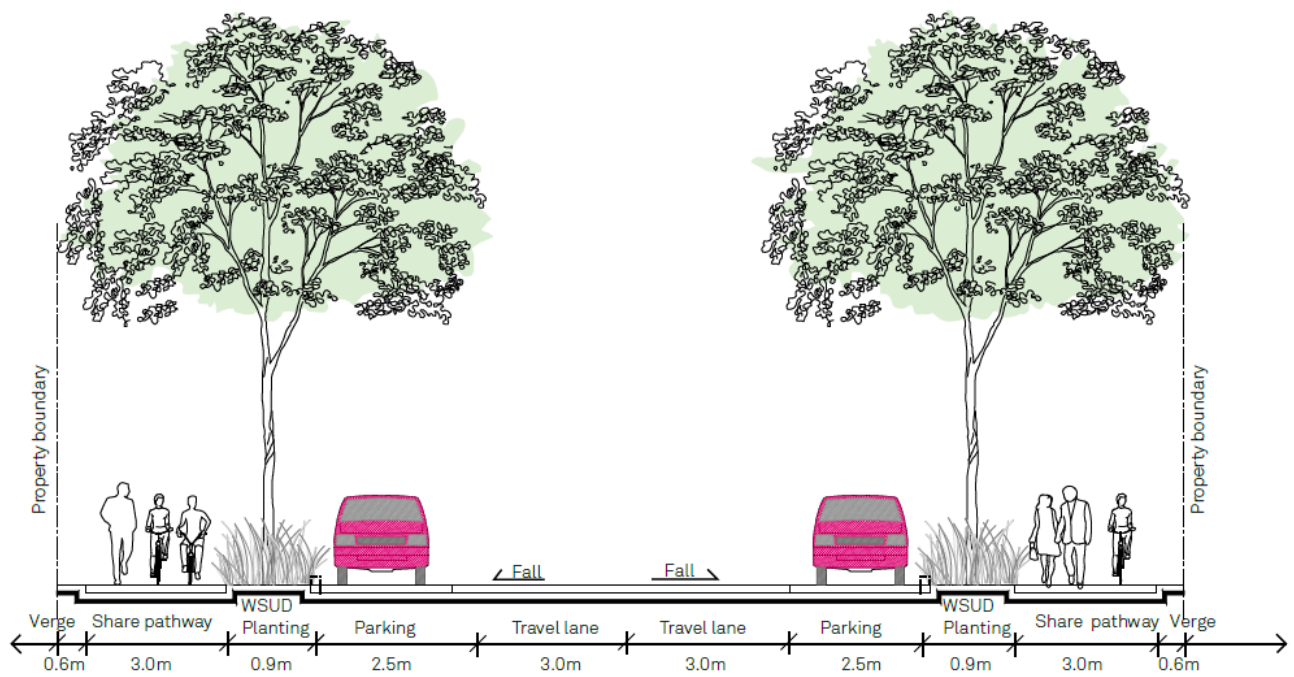 Property boundary
Property boundary
Fall
Fall
Verge
Share pathway
WSUD
Planting
Parking
Travel lane
Travel lane
Parking
WSUD
Planting
Share pathway
Verge
0.6m
3.0m
0.9m
2.5m
3.0m
3.0m
2.5m
0.9m
3.0m
0.6m